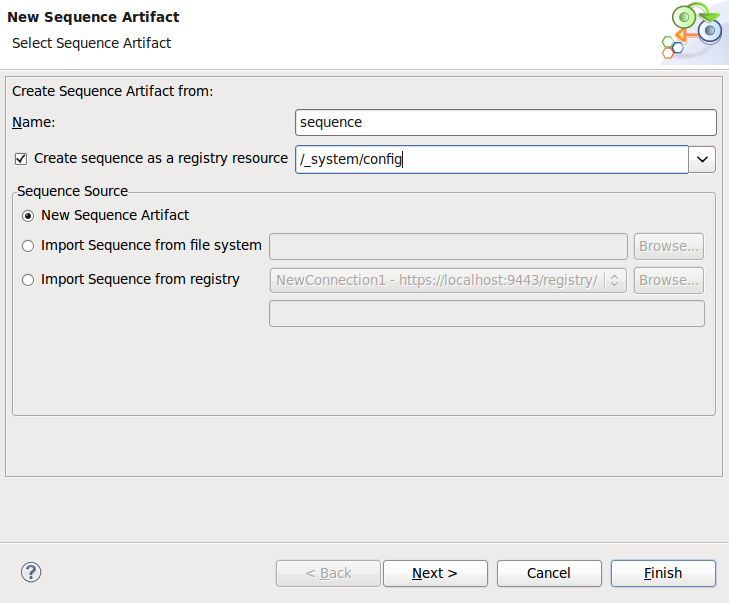 New Sequence Artifact
Select Sequence Artifact
Create Sequence Artifact from:
Name: sequence
Create sequence as a registry resource /_system/config
Sequence Source
New Sequence Artifact
Import Sequence from file system Browse...
Import Sequence from registry NewConnection1 - https://localhost:9443/registry/ Browse...
? < Back Next > Cancel Finish